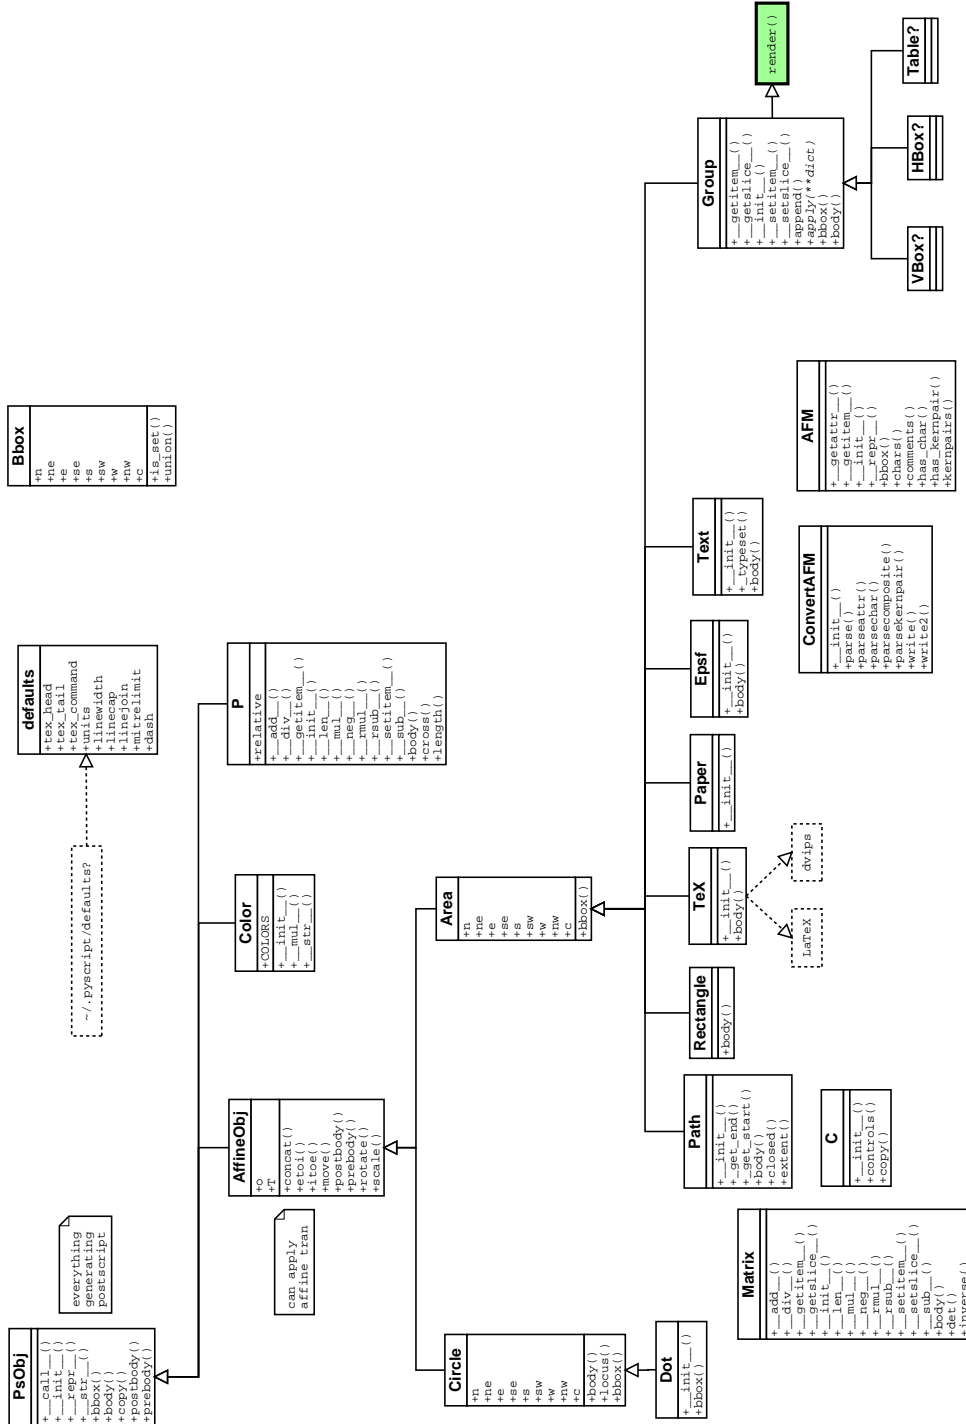 PsObj
+__call__()
+__init__()
+__repr__()
+__str__()
+bbox()
+body()
+copy()
+postbody()
+prebody()
everything
generating
postscript
~/.pyscript/defaults?
defaults
+tex_head
+tex_tail
+tex_command
+units
+linewidth
+linecap
+linejoin
+mitrelimit
+dash
Bbox
+n
+ne
+e
+se
+s
+sw
+w
+nw
+c
+is_set()
+union()
can apply
affine tran
AffineObj
+o
+T
+concat()
+etoi()
+itoe()
+move()
+postbody()
+prebody()
+rotate()
+scale()
Color
+COLORS
+__init__()
+__mul__()
+__str__()
P
+relative
+__add__()
+__div__()
+__getitem__()
+__init__()
+__len__()
+__mul__()
+__neg__()
+__rmul__()
+__rsub__()
+__setitem__()
+__sub__()
+body()
+cross()
+length()
Circle
+n
+ne
+e
+se
+s
+sw
+w
+nw
+c
+body()
+locus()
+bbox()
Area
+n
+ne
+e
+se
+s
+sw
+w
+nw
+c
+bbox()
Dot
+__init__()
+bbox()
Path
+__init__()
+_get_end()
+_get_start()
+body()
+closed()
+extent()
Rectangle
+body()
TeX
+__init__()
+body()
LaTeX
dvips
Paper
+__init__()
Epsf
+__init__()
+body()
Text
+__init__()
+_typeset()
+body()
Group
+__getitem__()
+__getslice__()
+__init__()
+__setitem__()
+__setslice__()
+append()
+apply(**dict)
+bbox()
+body()
render()
VBox?
HBox?
Table?
Matrix
+__add__()
+__div__()
+__getitem__()
+__getslice__()
+__init__()
+__len__()
+__mul__()
+__neg__()
+__rmul__()
+__rsub__()
+__setitem__()
+__setslice__()
+__sub__()
+body()
+det()
+inverse()
C
+__init__()
+controls()
+copy()
ConvertAFM
+__init__()
+parse()
+parseattr()
+parsechar()
+parsecomposite()
+parsekernpair()
+write()
+write2()
AFM
+__getattr__()
+__getitem__()
+__init__()
+__repr__()
+bbox()
+chars()
+comments()
+has_char()
+has_kernpair()
+kernpairs()